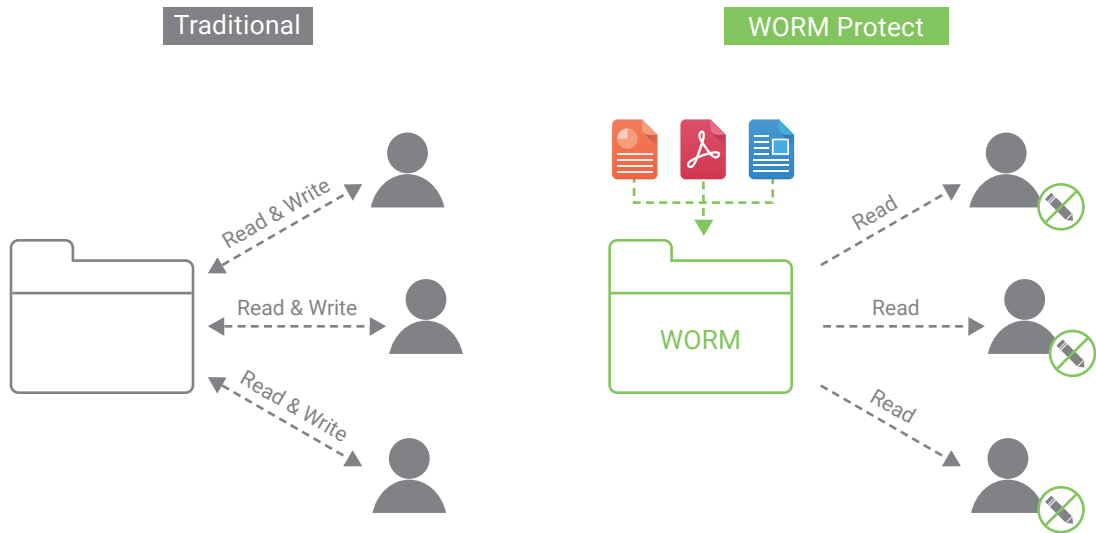 Traditional
Read & Write
Read & Write
Read & Write
WORM Protect
WORM
Read
Read
Read